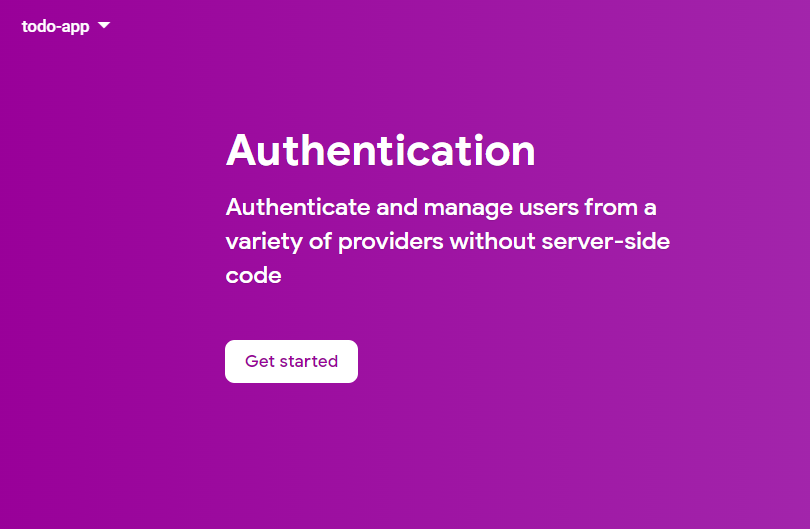 todo-app
Authentication
Authenticate and manage users from a
variety of providers without server-side
code
Get started